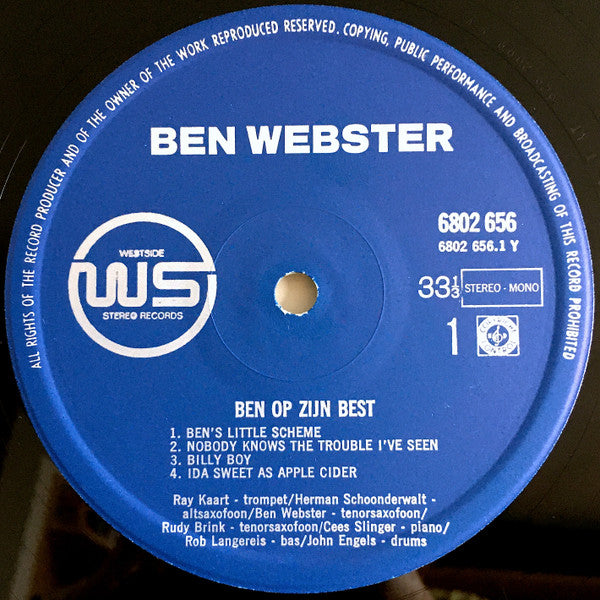 ALL RIGHTS OF THE RECORD PRODUCER AND OF THE OWNER OF THE WORK REPRODUCED RESERVED. COPYING, PUBLIC PERFORMANCE AND BROADCASTING OF THIS RECORD PROHIBITED
BEN WEBSTER
WESTSIDE
WS
STEREO RECORDS
6802 656
6802 656.1 Y
33⅓ STEREO - MONO
1
BEN OP ZIJN BEST
1. BEN'S LITTLE SCHEME
2. NOBODY KNOWS THE TROUBLE I'VE SEEN
3. BILLY BOY
4. IDA SWEET AS APPLE CIDER
Ray Kaart - trompet/Herman Schoonderwalt -
altsaxofoon/Ben Webster - tenorsaxofoon/
Rudy Brink - tenorsaxofoon/Cees Slinger - piano/
Rob Langereis - bas/John Engels - drums